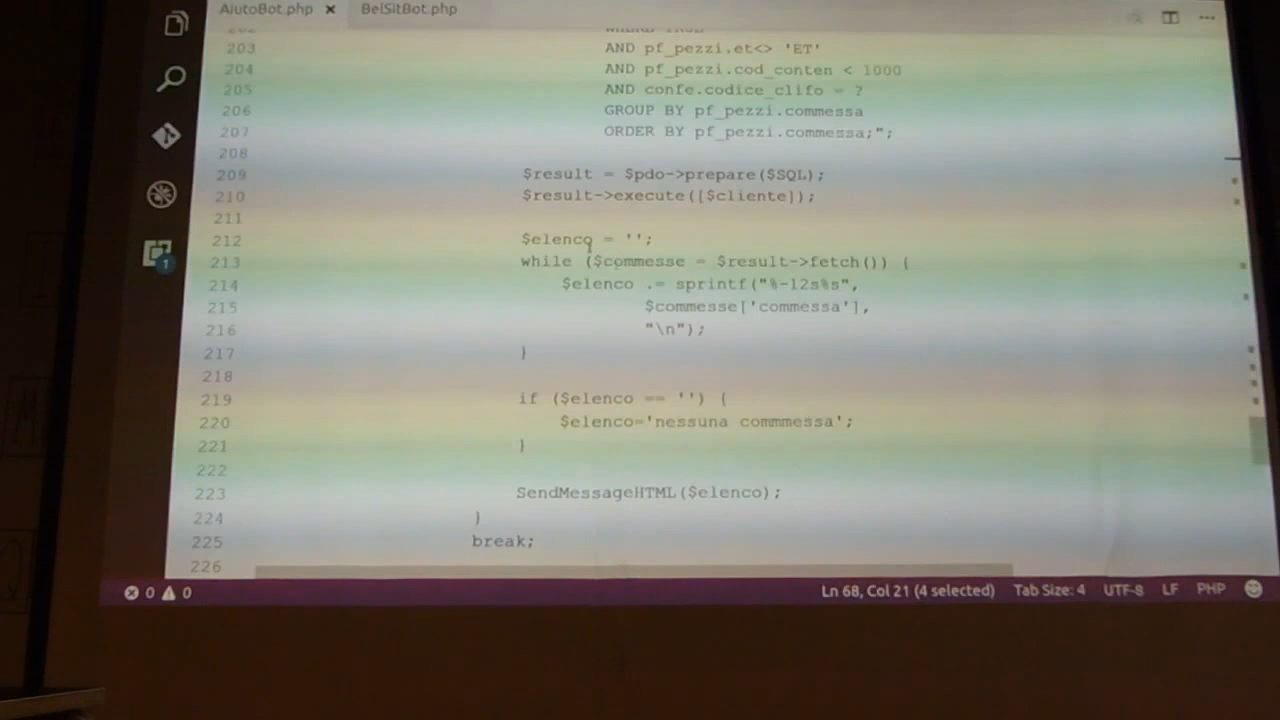 AiutoBot.php × BelSitBot.php
203 AND pf_pezzi.et<> 'ET'
204 AND pf_pezzi.cod_conten < 1000
205 AND confe.codice_clifo = ?
206 GROUP BY pf_pezzi.commessa
207 ORDER BY pf_pezzi.commessa;";
208
209 $result = $pdo->prepare($SQL);
210 $result->execute([$cliente]);
211
212 $elenco = '';
213 while ($commesse = $result->fetch()) {
214 $elenco .= sprintf("%-12s%s",
215 $commesse['commessa'],
216 "\n");
217 }
218
219 if ($elenco == '') {
220 $elenco='nessuna commmessa';
221 }
222
223 SendMessageHTML($elenco);
224 }
225 break;
226
1
0 0 Ln 68, Col 21 (4 selected) Tab Size: 4 UTF-8 LF PHP